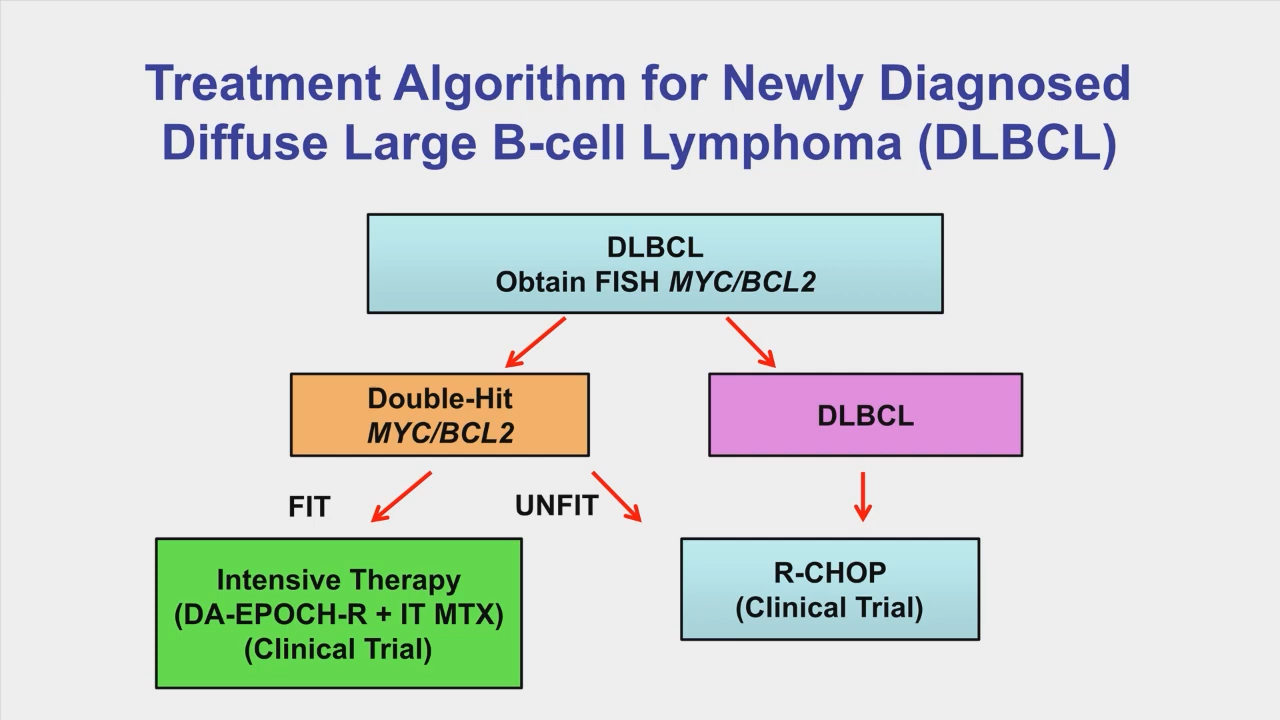 Treatment Algorithm for Newly Diagnosed
Diffuse Large B-cell Lymphoma (DLBCL)
DLBCL
Obtain FISH MYC/BCL2
Double-Hit
MYC/BCL2
DLBCL
FIT
UNFIT
Intensive Therapy
(DA-EPOCH-R + IT MTX)
(Clinical Trial)
R-CHOP
(Clinical Trial)